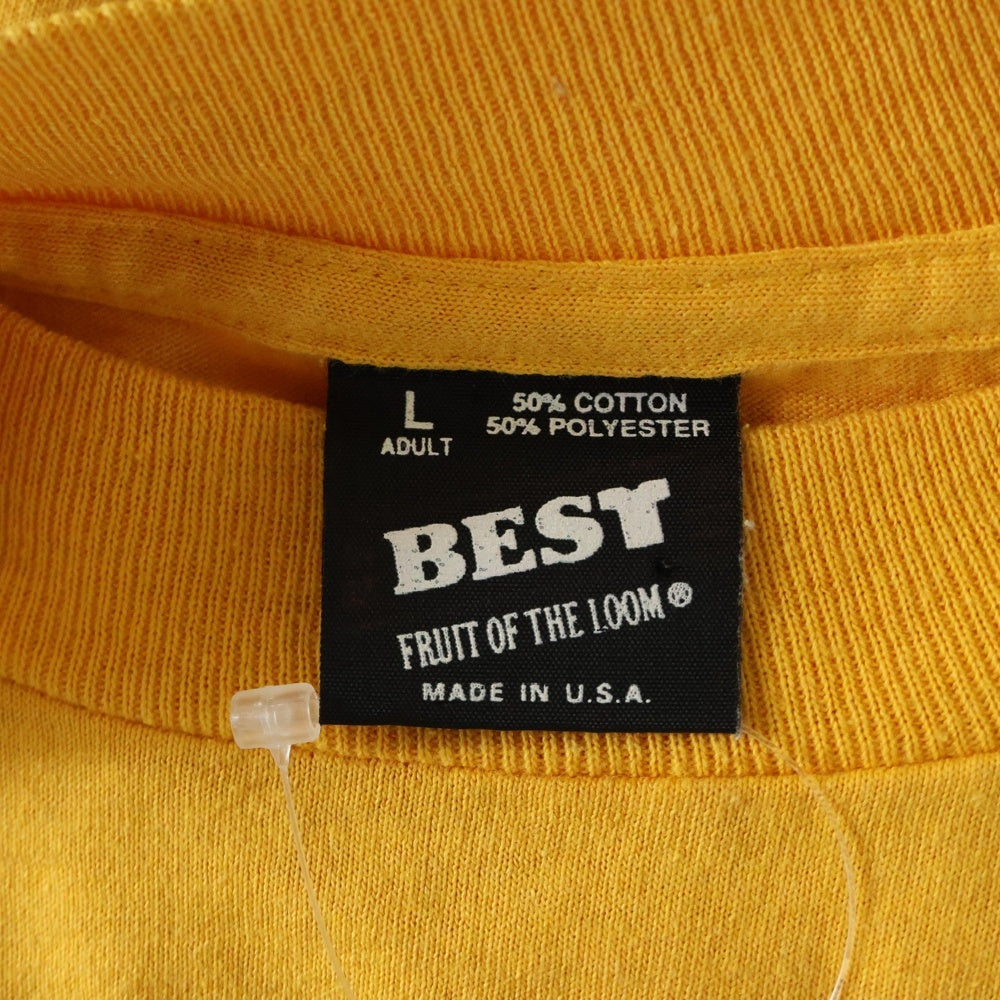 L
ADULT
50% COTTON
50% POLYESTER
BEST
FRUIT OF THE LOOM®
MADE IN U.S.A.